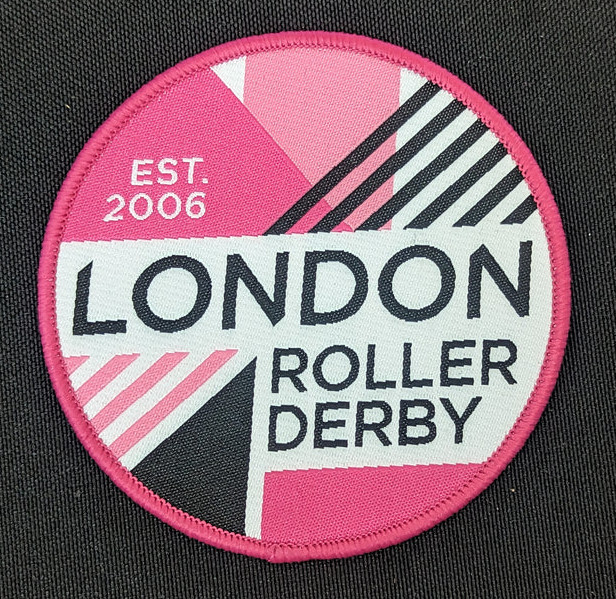 EST.
2006
LONDON
ROLLER
DERBY